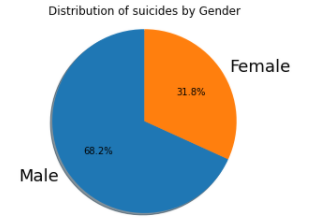 Distribution of suicides by Gender
Female
31.8%
68.2%
Male